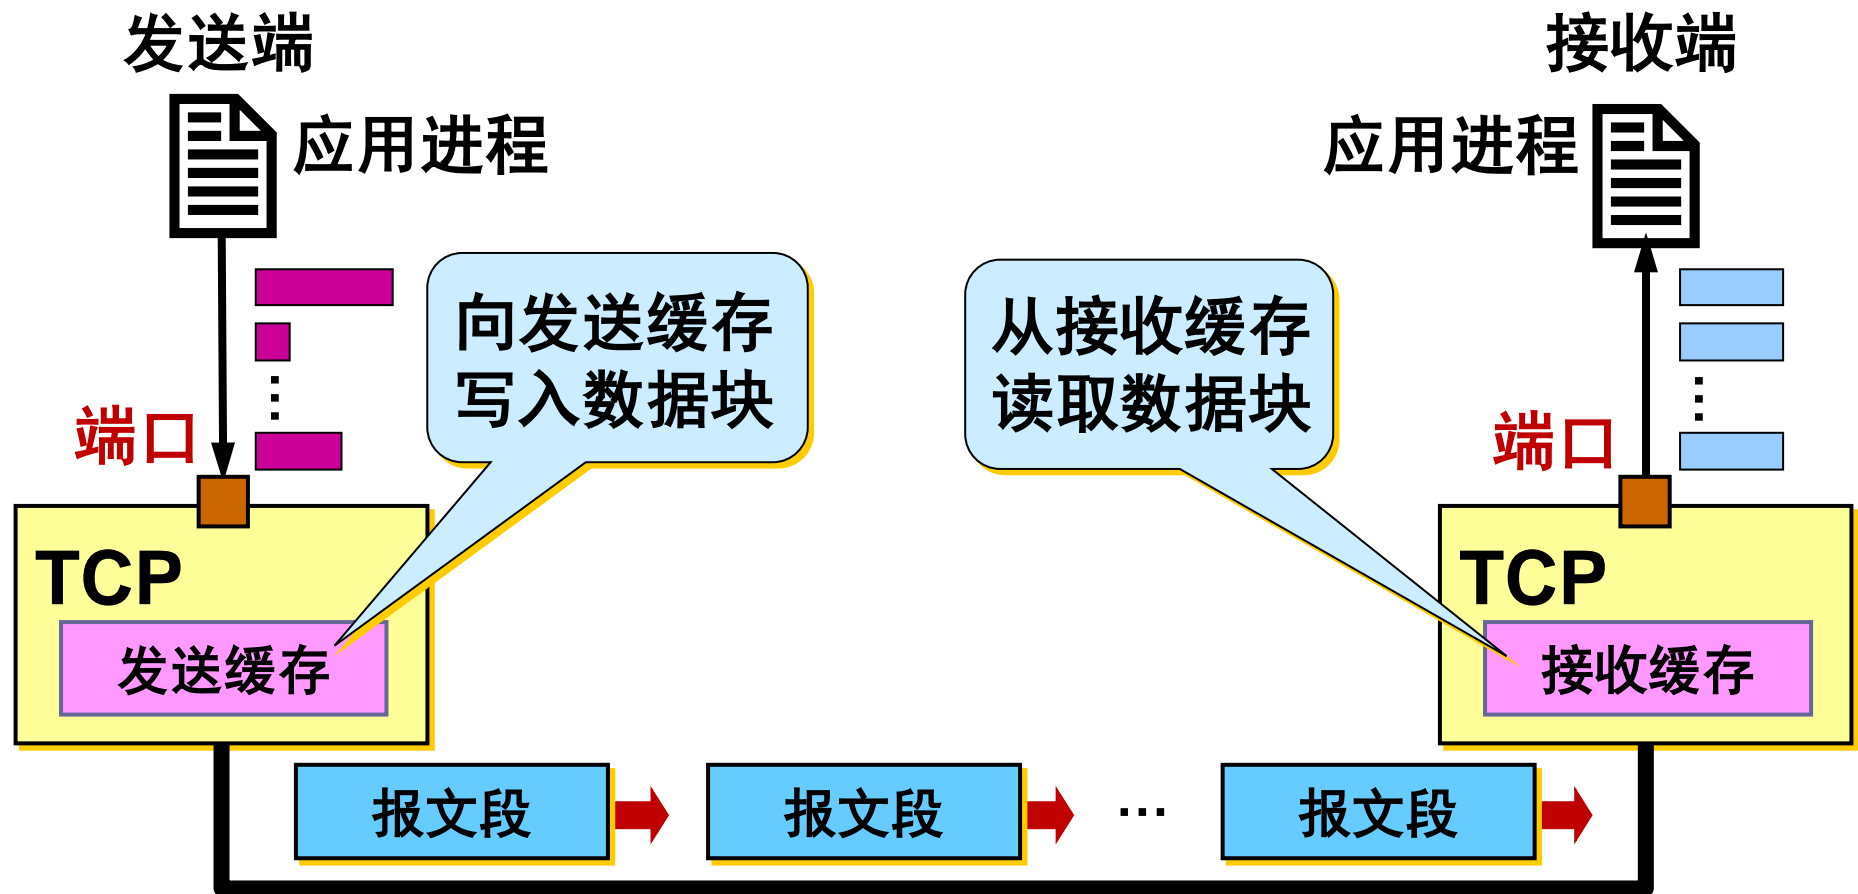 发送端
接收端
应用进程
应用进程
向发送缓存
写入数据块
从接收缓存
读取数据块
端口
端口
TCP
TCP
发送缓存
接收缓存
报文段
报文段
…
报文段